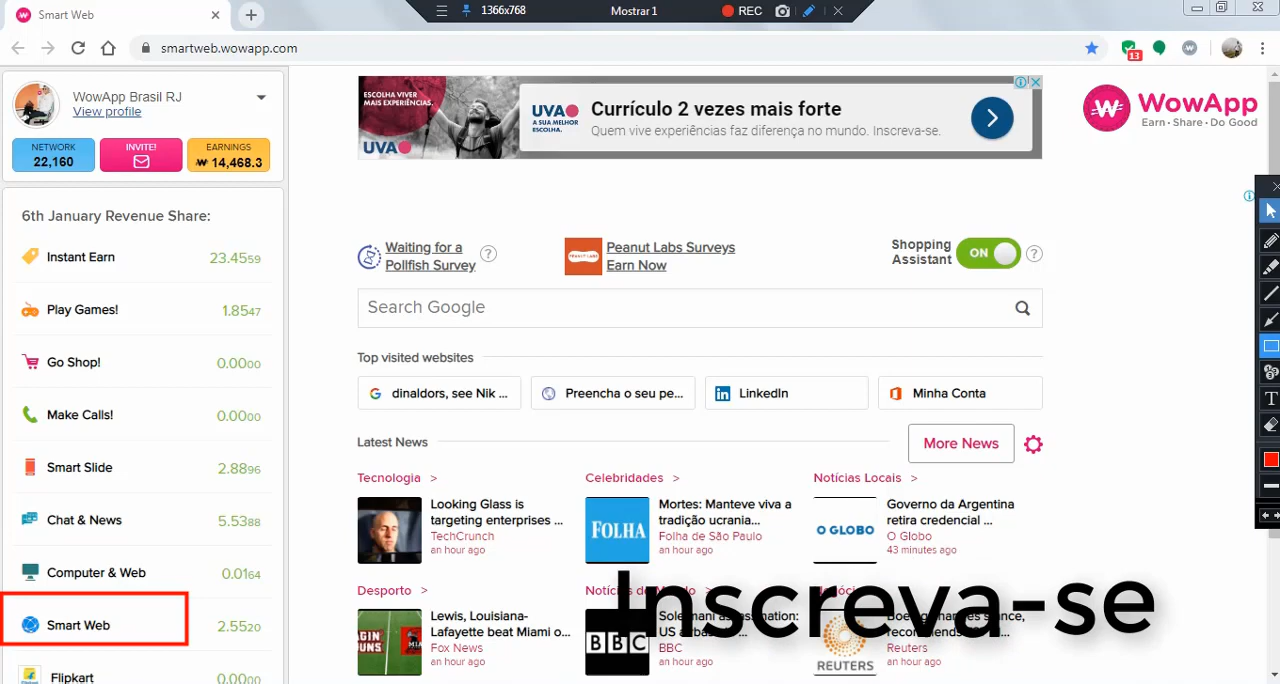 Smart Web
1366x768
Mostrar1
REC
smartweb.wowapp.com
13
WowApp Brasil RJ
View profile
NETWORK
22,160
INVITE!
EARNINGS
14,468.3
ESCOLHA VIVER
MAIS EXPERIÊNCIAS.
UVA
UVA
A SUA MELHOR
ESCOLHA.
Currículo 2 vezes mais forte
Quem vive experiências faz diferença no mundo. Inscreva-se.
WowApp
Earn · Share · Do Good
6th January Revenue Share:
Instant Earn 23.4559
Play Games! 1.8547
Go Shop! 0.0000
Make Calls! 0.0000
Smart Slide 2.8896
Chat & News 5.5388
Computer & Web 0.0164
Smart Web 2.5520
Flipkart 0.0000
Waiting for a
Pollfish Survey
PEANUT LABS
Peanut Labs Surveys
Earn Now
Shopping
Assistant
ON
Search Google
Top visited websites
dinaldors, see Nik ...
Preencha o seu pe...
LinkedIn
Minha Conta
Latest News
More News
Tecnologia >
Looking Glass is
targeting enterprises ...
TechCrunch
an hour ago
Celebridades >
FOLHA
Mortes: Manteve viva a
tradição ucrania...
Folha de São Paulo
an hour ago
Notícias Locais >
O GLOBO
Governo da Argentina
retira credencial ...
O Globo
43 minutes ago
Desporto >
Lewis, Louisiana-
Lafayette beat Miami o...
Fox News
an hour ago
BBC
BBC
an hour ago
REUTERS
Reuters
an hour ago
Inscreva-se